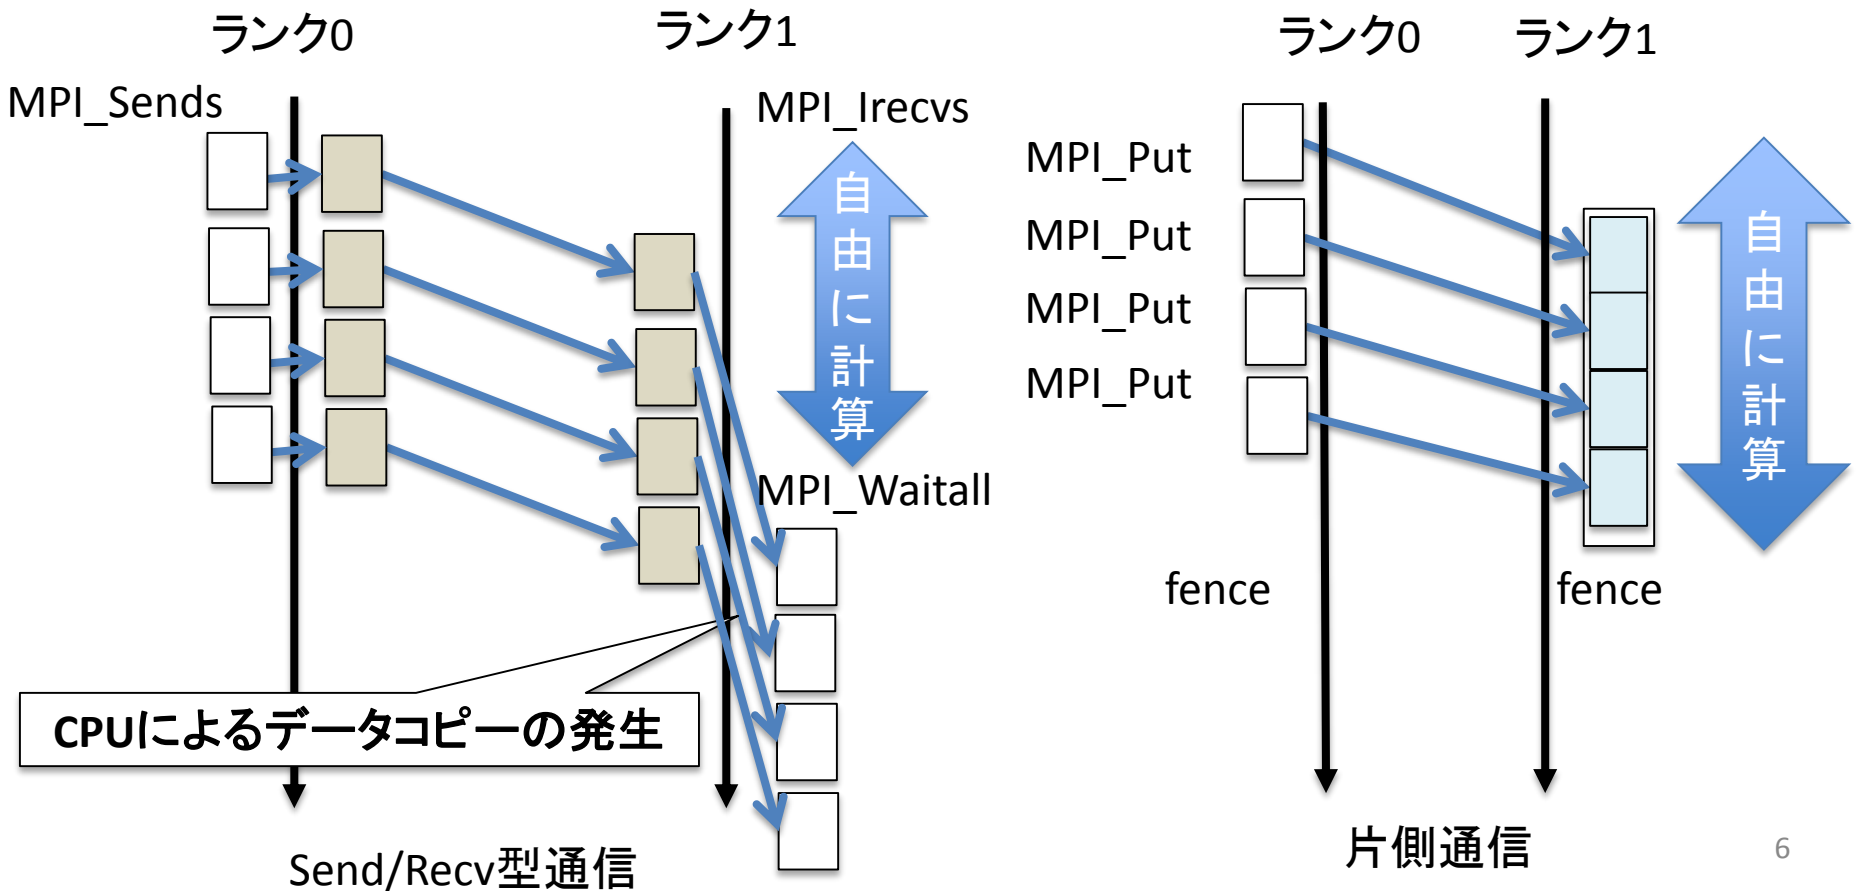 ランク0
ランク1
MPI_Sends
MPI_Irecvs
自由に計算
MPI_Waitall
CPUによるデータコピーの発生
Send/Recv型通信
ランク0
ランク1
MPI_Put
MPI_Put
MPI_Put
MPI_Put
自由に計算
fence
fence
片側通信
6